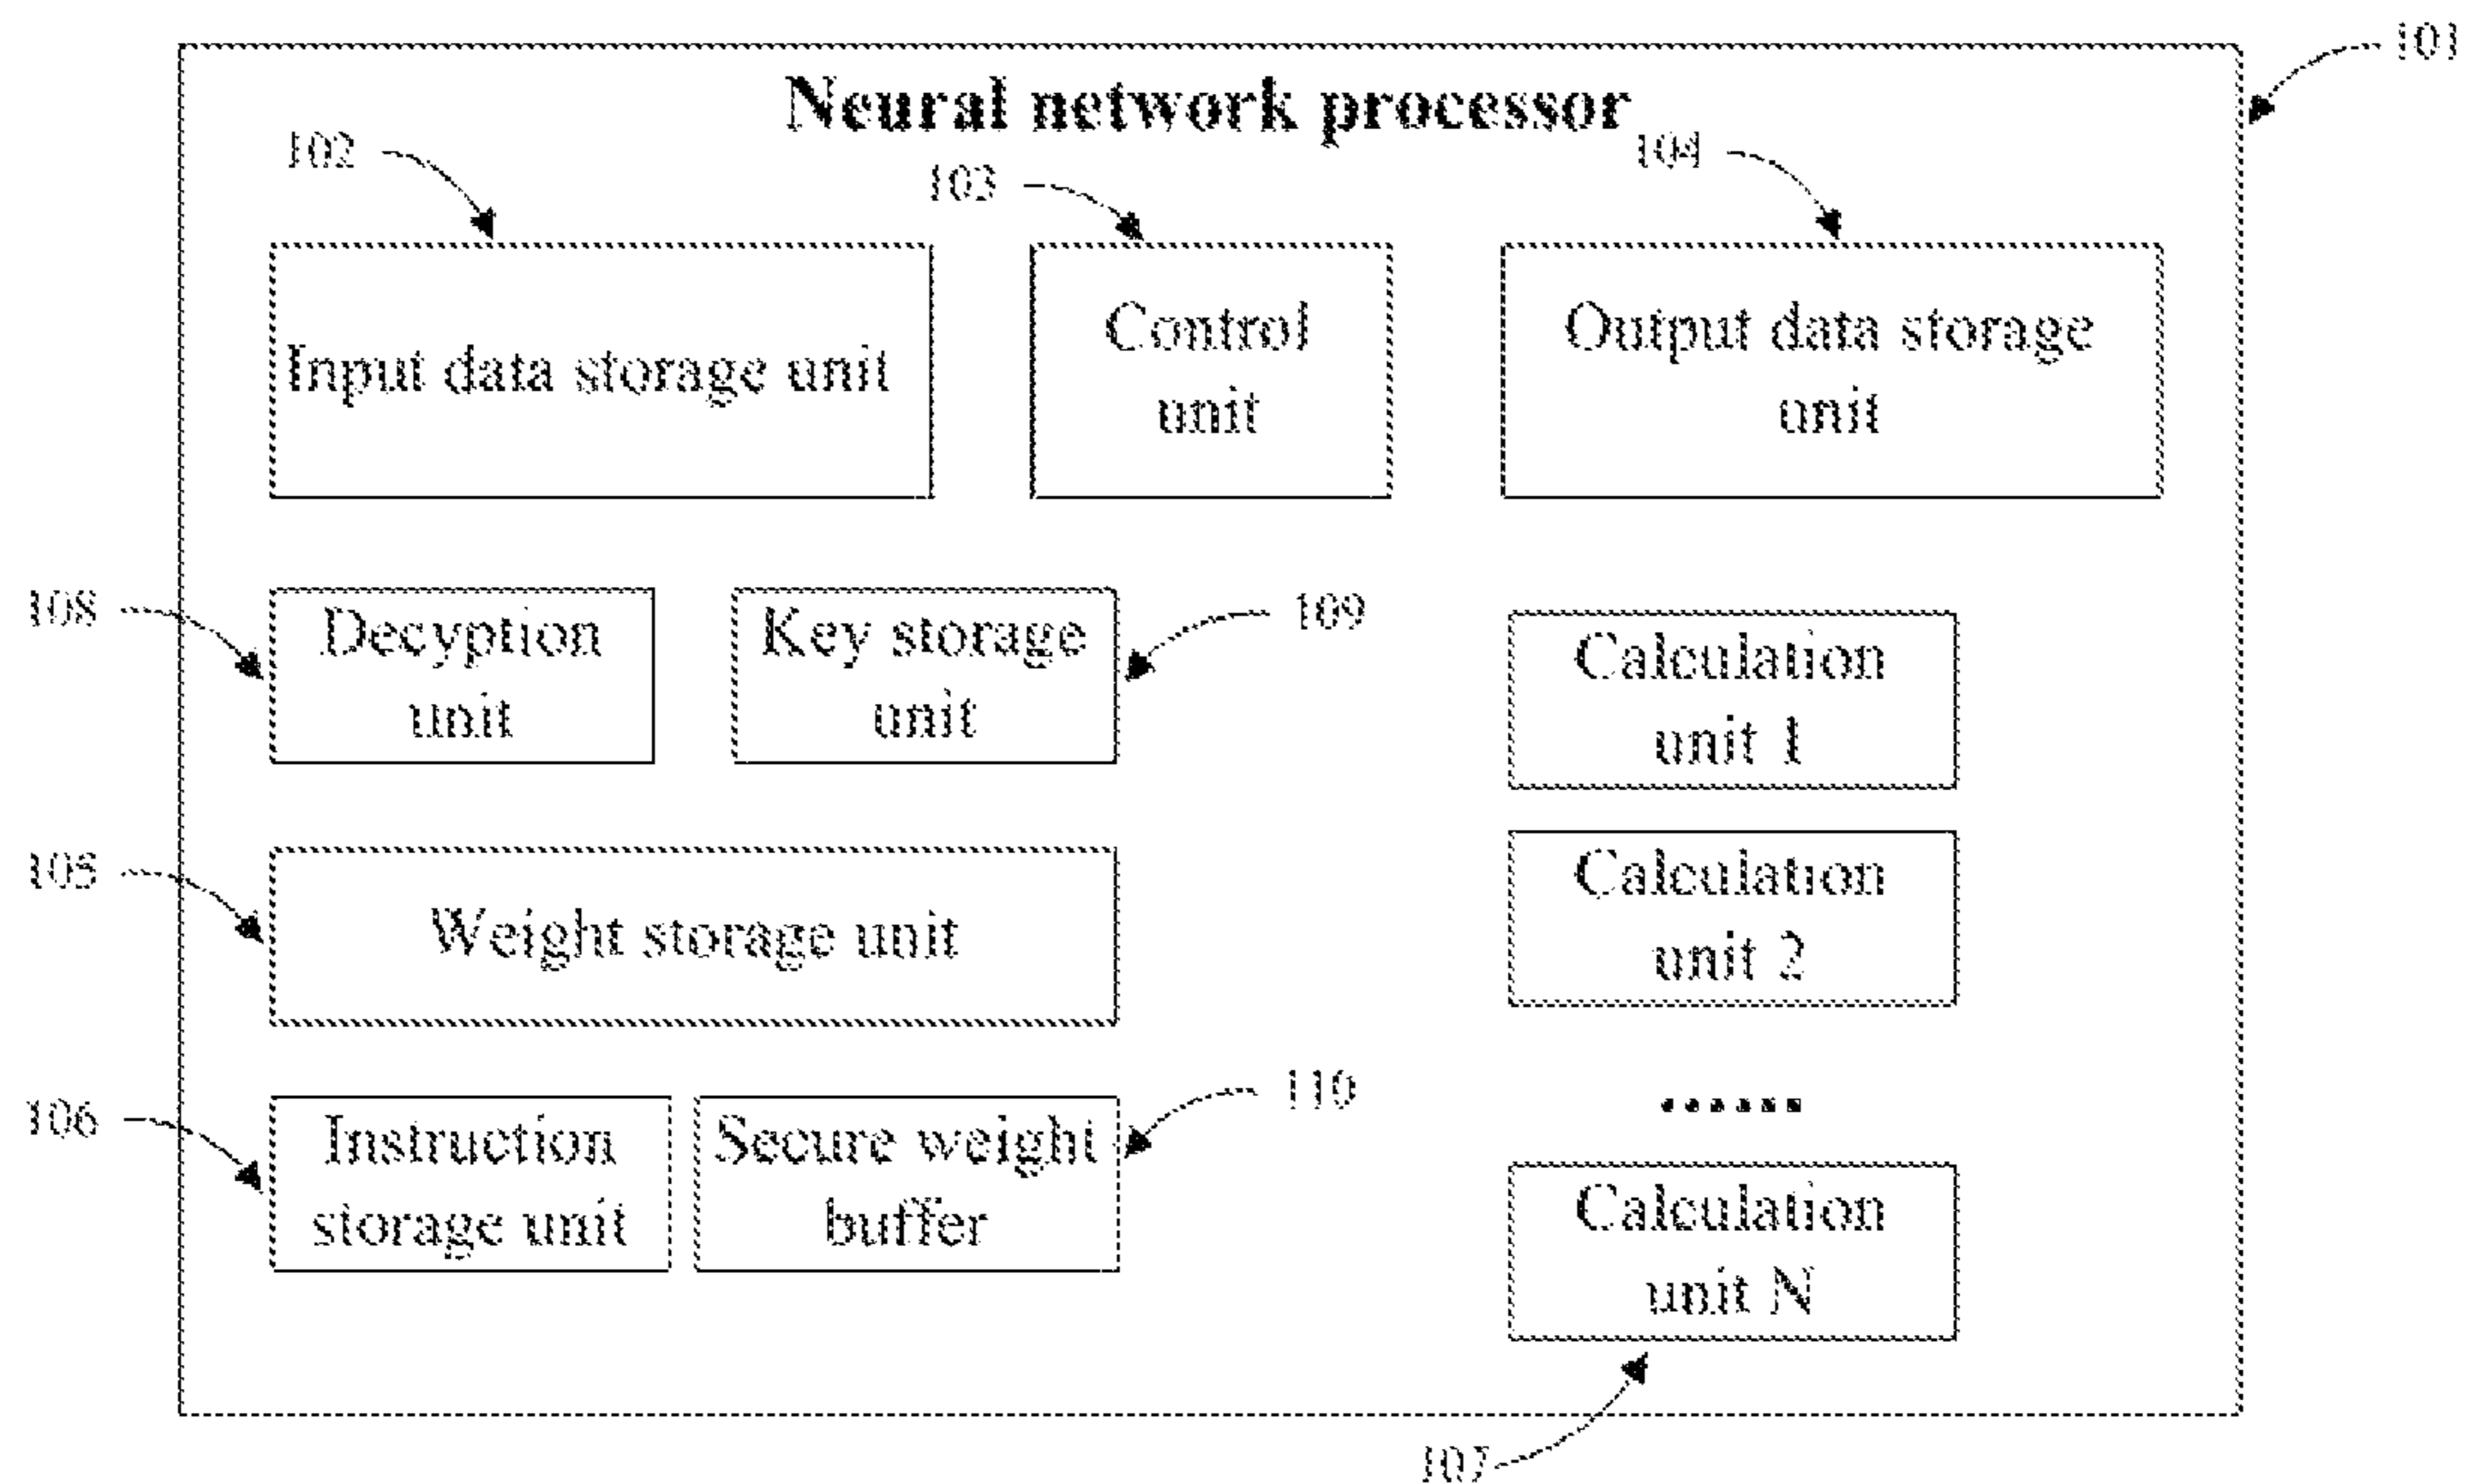 101
Neural network processor
102
103
104
Input data storage unit
Control
unit
Output data storage
unit
108
Decyption
unit
Key storage
unit
109
Calculation
unit 1
105
Weight storage unit
Calculation
unit 2
106
Instruction
storage unit
Secure weight
buffer
110
......
Calculation
unit N
107